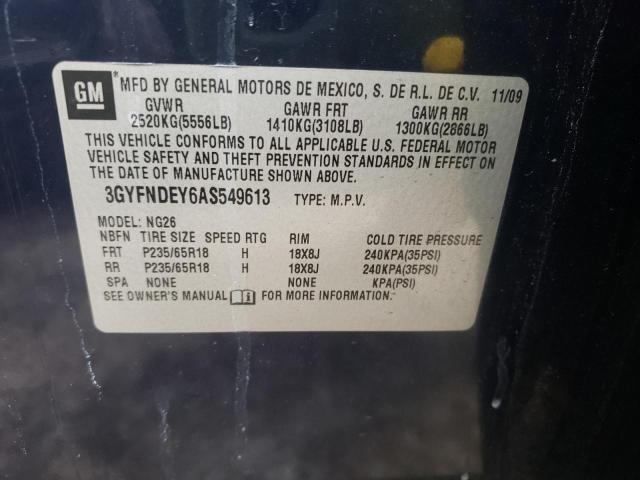 GM * MFD BY GENERAL MOTORS DE MEXICO, S. DE R.L. DE C.V. 11/09
GVWR GAWR FRT GAWR RR
2520KG(5556LB) 1410KG(3108LB) 1300KG(2866LB)
THIS VEHICLE CONFORMS TO ALL APPLICABLE U.S. FEDERAL MOTOR
VEHICLE SAFETY AND THEFT PREVENTION STANDARDS IN EFFECT ON
THE DATE OF MANUFACTURE SHOWN ABOVE.
3GYFNDEY6AS549613 TYPE: M.P.V.
MODEL: NG26
NBFN TIRE SIZE SPEED RTG RIM COLD TIRE PRESSURE
FRT P235/65R18 H 18X8J 240KPA(35PSI)
RR P235/65R18 H 18X8J 240KPA(35PSI)
SPA NONE NONE KPA(PSI)
SEE OWNER'S MANUAL i FOR MORE INFORMATION.